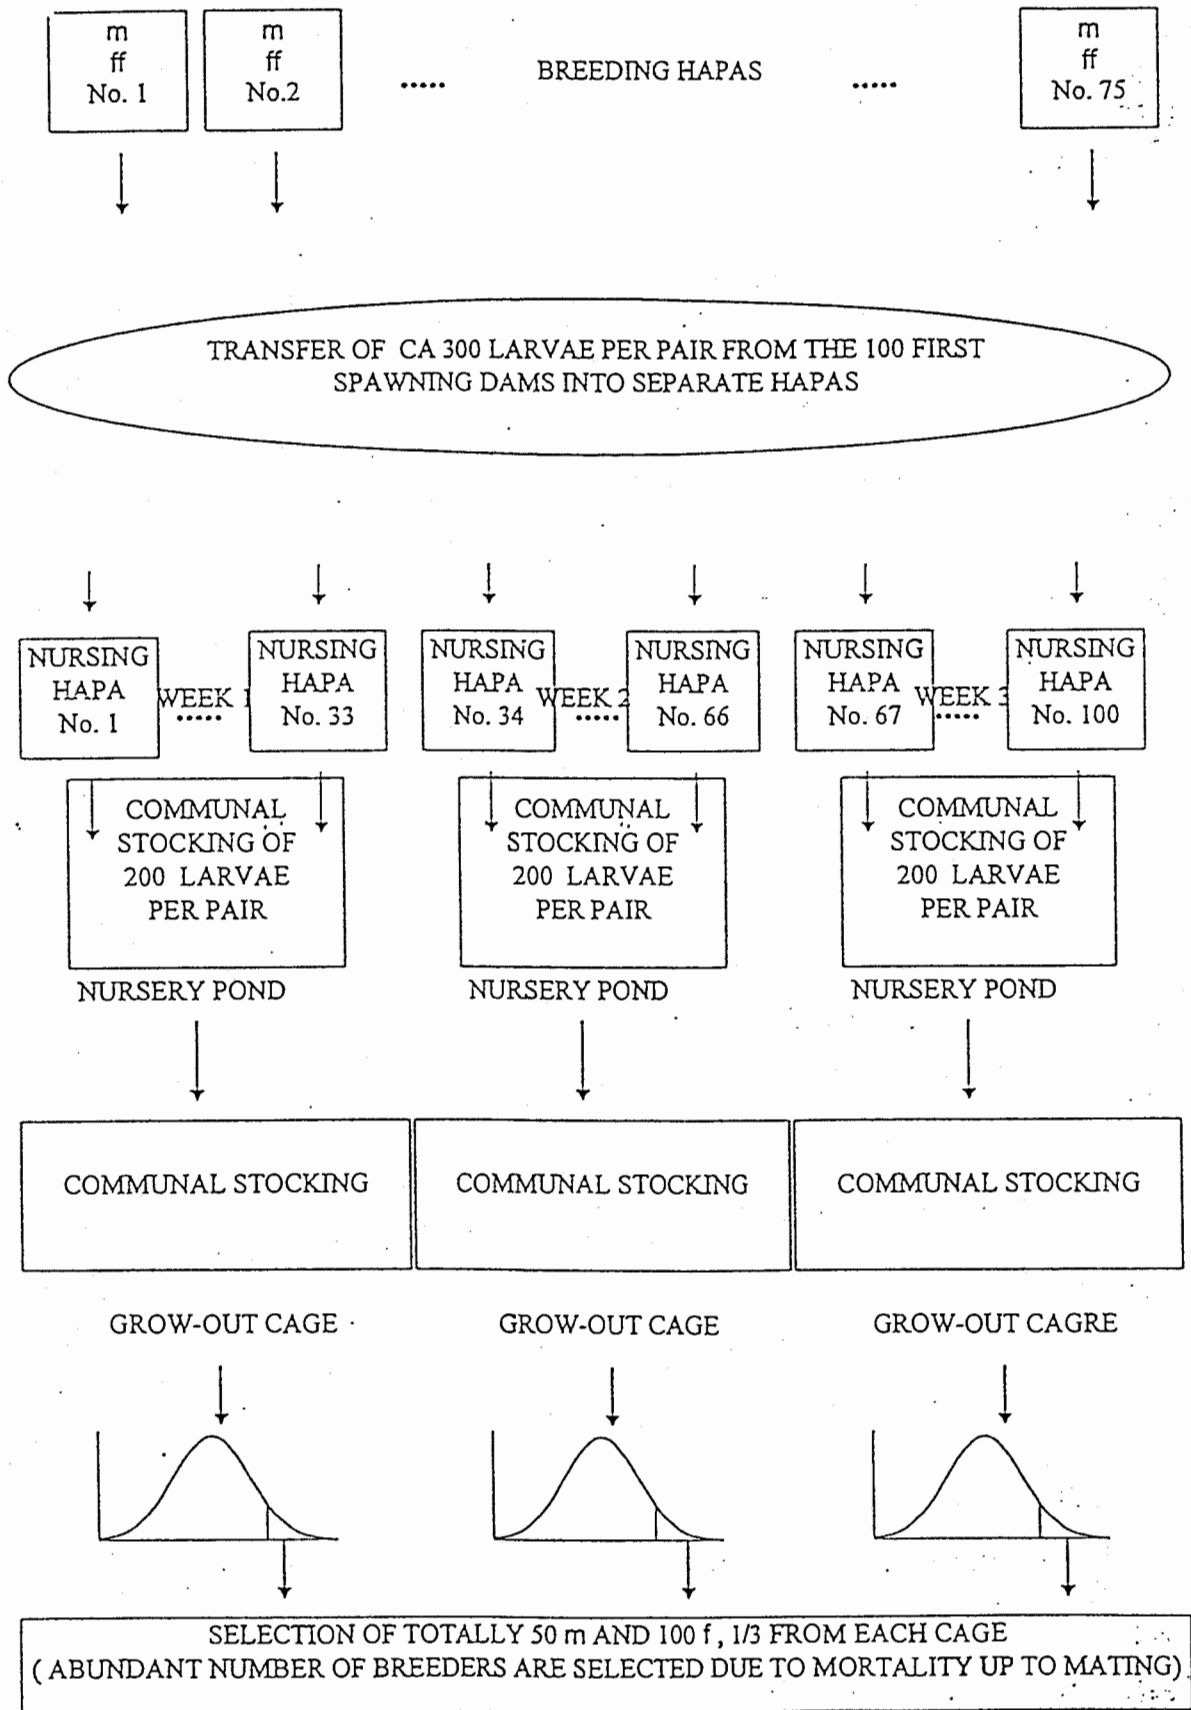 m
ff
No. 1
m
ff
No.2
..... BREEDING HAPAS .....
m
ff
No. 75
TRANSFER OF CA 300 LARVAE PER PAIR FROM THE 100 FIRST
SPAWNING DAMS INTO SEPARATE HAPAS
NURSING
HAPA
No. 1
WEEK 1
.....
NURSING
HAPA
No. 33
NURSING
HAPA
No. 34
WEEK 2
.....
NURSING
HAPA
No. 66
NURSING
HAPA
No. 67
WEEK 3
.....
NURSING
HAPA
No. 100
COMMUNAL
STOCKING OF
200 LARVAE
PER PAIR
NURSERY POND
COMMUNAL
STOCKING OF
200 LARVAE
PER PAIR
NURSERY POND
COMMUNAL
STOCKING OF
200 LARVAE
PER PAIR
NURSERY POND
COMMUNAL STOCKING
COMMUNAL STOCKING
COMMUNAL STOCKING
GROW-OUT CAGE
GROW-OUT CAGE
GROW-OUT CAGRE
SELECTION OF TOTALLY 50 m AND 100 f , 1/3 FROM EACH CAGE
( ABUNDANT NUMBER OF BREEDERS ARE SELECTED DUE TO MORTALITY UP TO MATING)